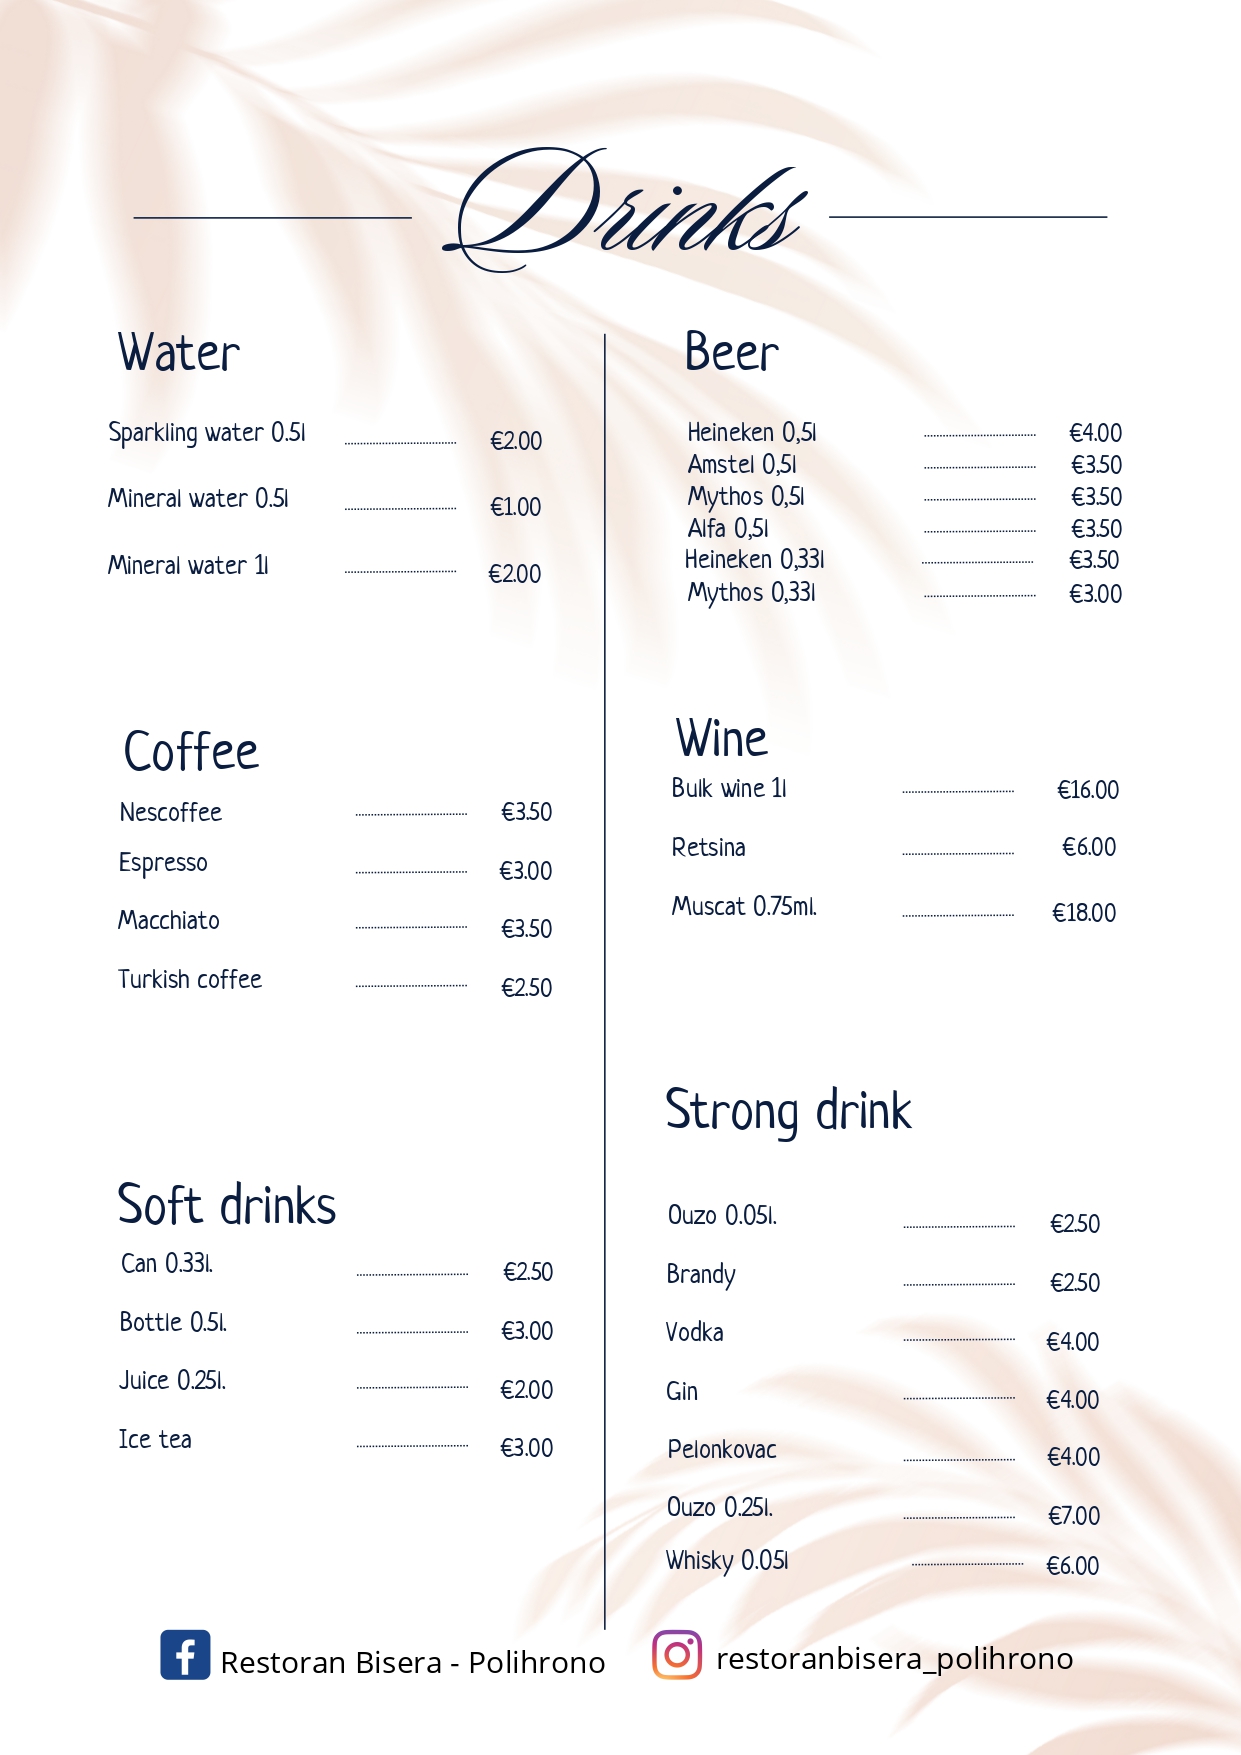 Drinks
Water
Sparkling water 0.5l ........ €2.00
Mineral water 0.5l ........ €1.00
Mineral water 1l ........ €2.00
Coffee
Nescoffee ........ €3.50
Espresso ........ €3.00
Macchiato ........ €3.50
Turkish coffee ........ €2.50
Soft drinks
Can 0.33l. ........ €2.50
Bottle 0.5l. ........ €3.00
Juice 0.25l. ........ €2.00
Ice tea ........ €3.00
Beer
Heineken 0,5l ........ €4.00
Amstel 0,5l ........ €3.50
Mythos 0,5l ........ €3.50
Alfa 0,5l ........ €3.50
Heineken 0,33l ........ €3.50
Mythos 0,33l ........ €3.00
Wine
Bulk wine 1l ........ €16.00
Retsina ........ €6.00
Muscat 0.75ml. ........ €18.00
Strong drink
Ouzo 0.05l. ........ €2.50
Brandy ........ €2.50
Vodka ........ €4.00
Gin ........ €4.00
Pelonkovac ........ €4.00
Ouzo 0.25l. ........ €7.00
Whisky 0.05l ........ €6.00
Restoran Bisera - Polihrono
restoranbisera_polihrono